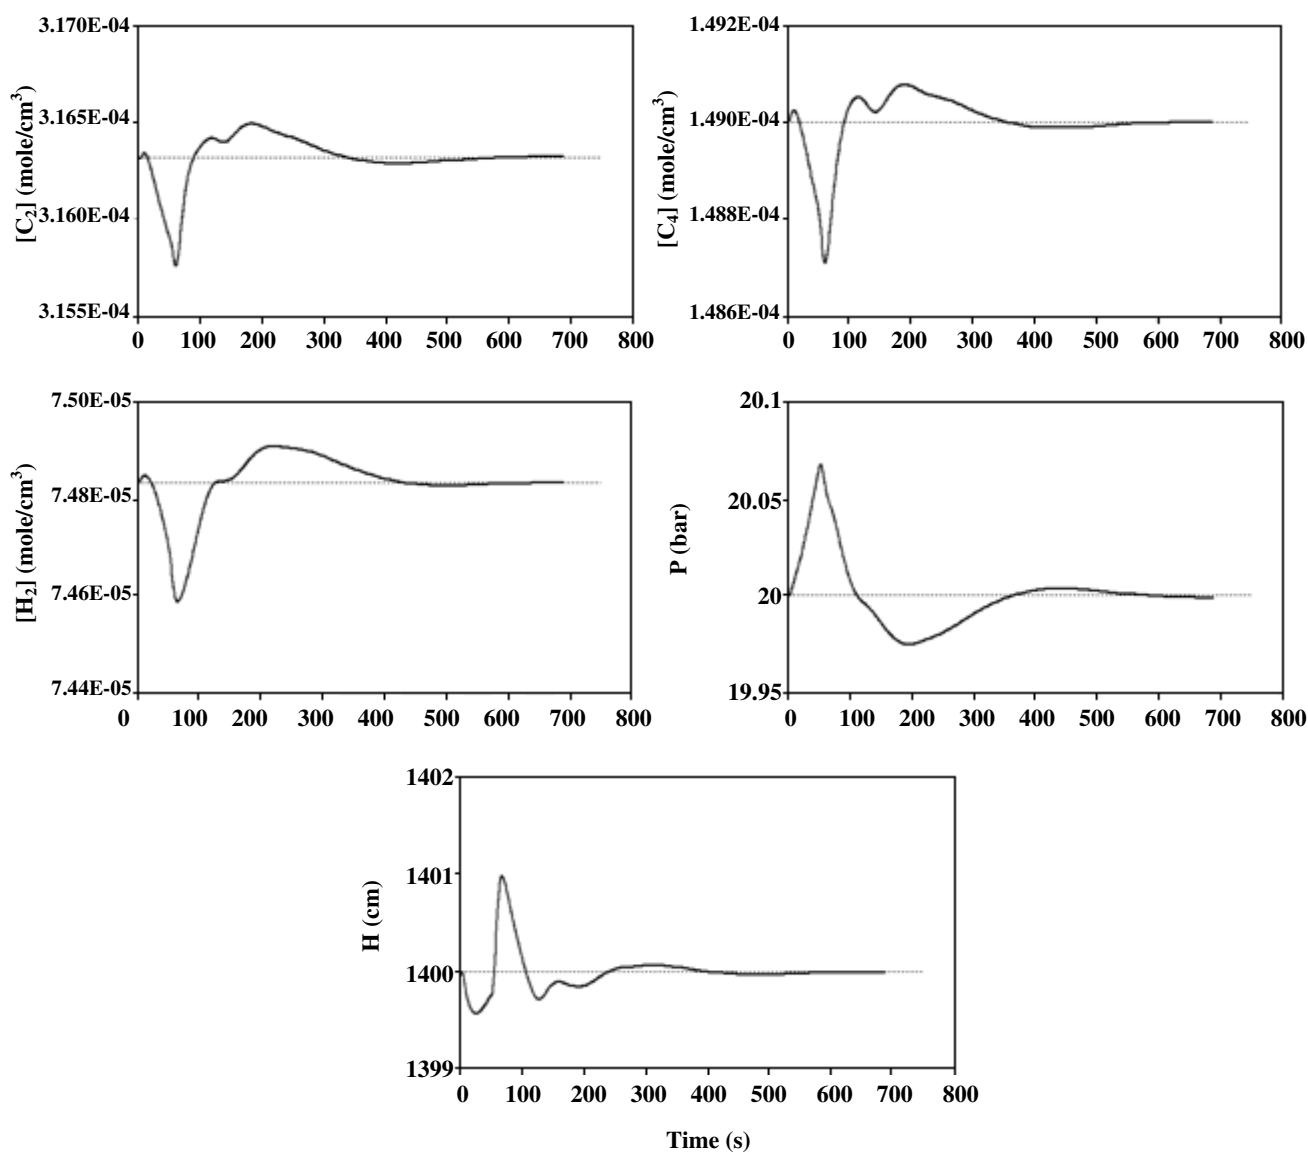 3.170E-04
3.165E-04
3.160E-04
3.155E-04
[C2] (mole/cm3)
0 100 200 300 400 500 600 700 800
1.492E-04
1.490E-04
1.488E-04
1.486E-04
[C4] (mole/cm3)
0 100 200 300 400 500 600 700 800
7.50E-05
7.48E-05
7.46E-05
7.44E-05
[H2] (mole/cm3)
0 100 200 300 400 500 600 700 800
20.1
20.05
20
19.95
P (bar)
0 100 200 300 400 500 600 700 800
1402
1401
1400
1399
H (cm)
0 100 200 300 400 500 600 700 800
Time (s)